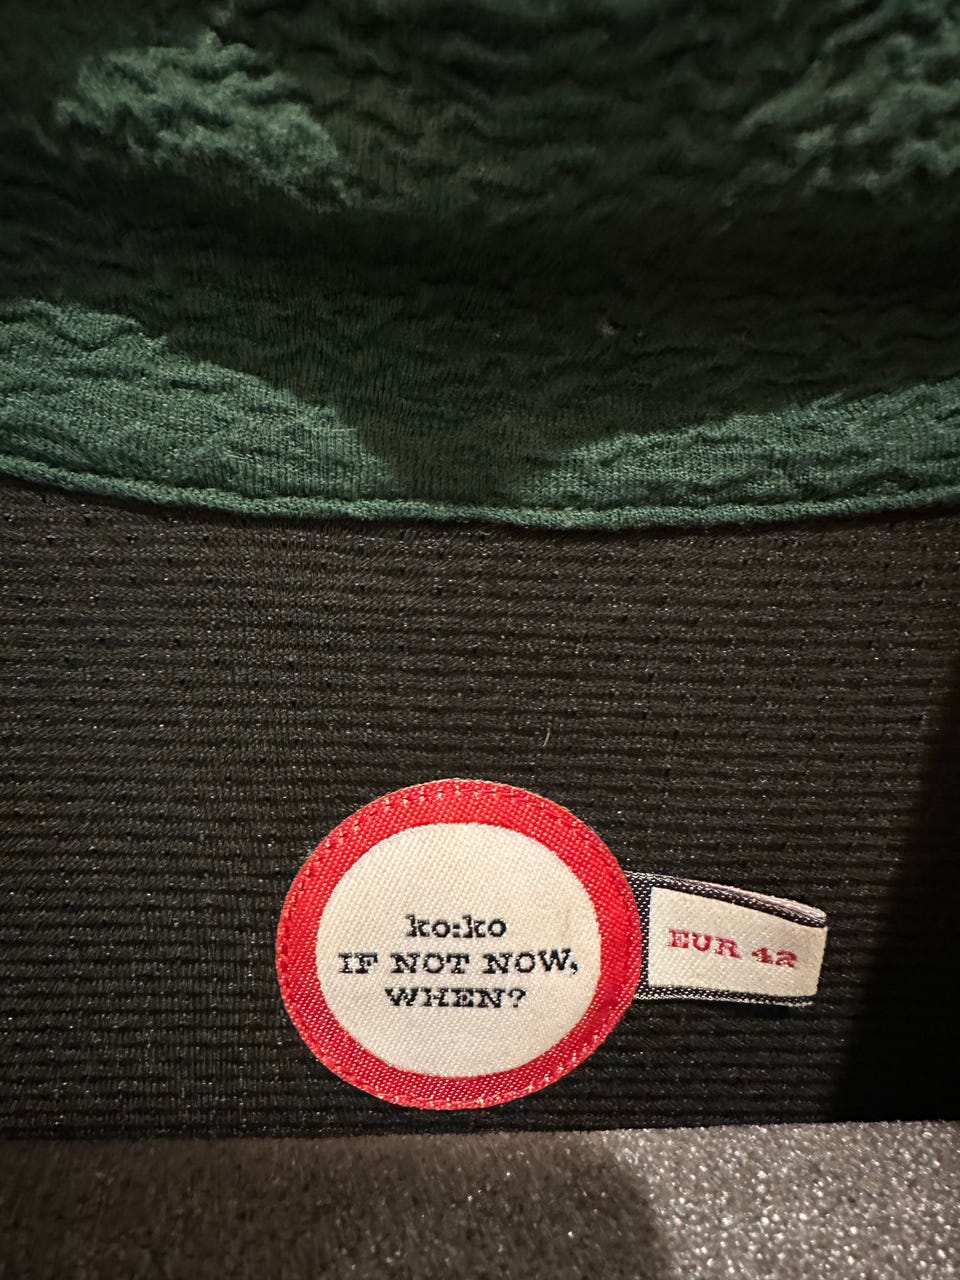 ko:ko
IF NOT NOW,
WHEN?
EUR 42